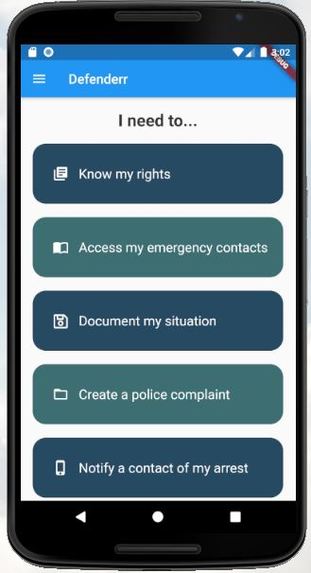 3:02
DEBUG
Defenderr
I need to...
Know my rights
Access my emergency contacts
Document my situation
Create a police complaint
Notify a contact of my arrest